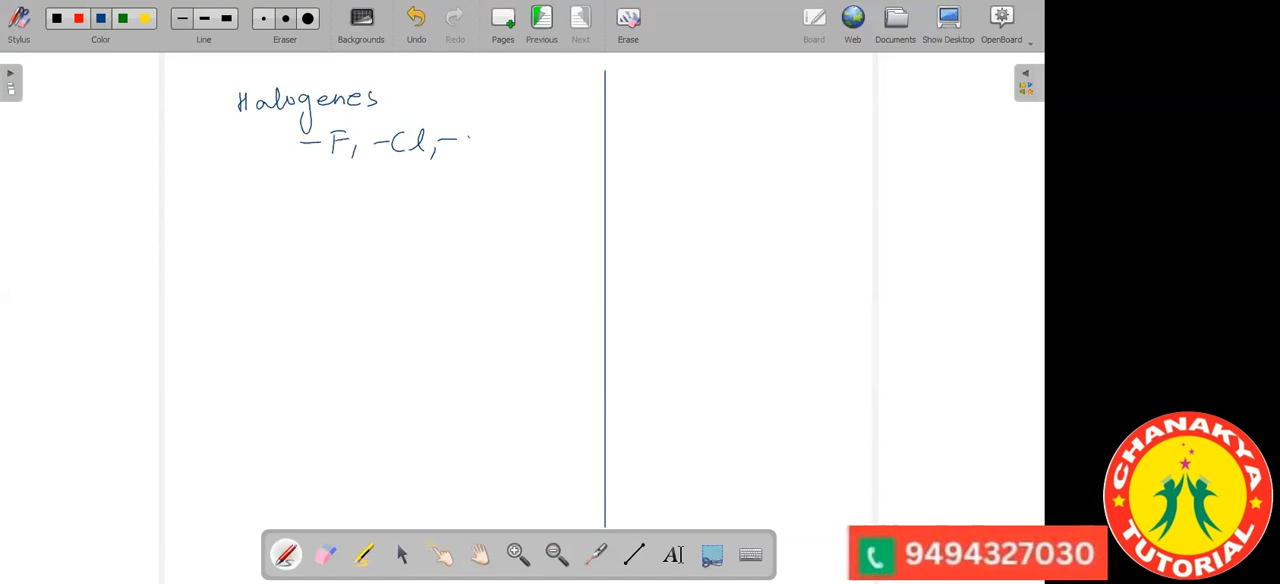 Stylus Color Line Eraser Backgrounds Undo Redo Pages Previous Next Erase Board Web Documents Show Desktop OpenBoard
Halogenes
-F, -Cl, -
CHANAKYA
TUTORIAL
9494327030